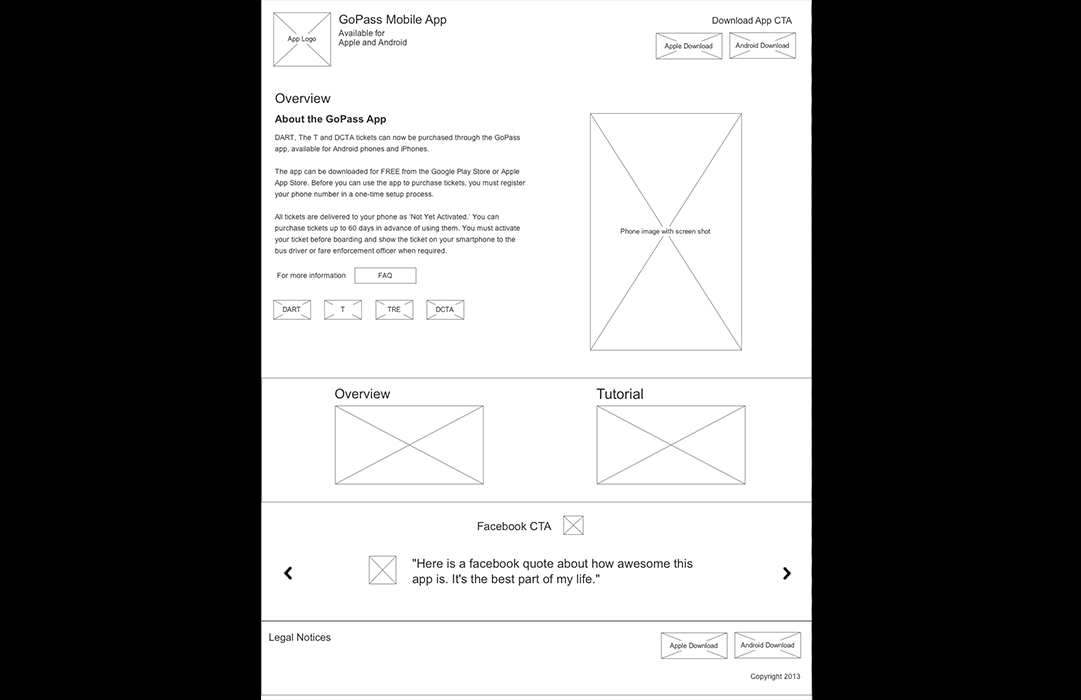 App Logo
GoPass Mobile App
Available for
Apple and Android
Download App CTA
Apple Download
Android Download
Overview
About the GoPass App
DART, The T and DCTA tickets can now be purchased through the GoPass
app, available for Android phones and iPhones.
The app can be downloaded for FREE from the Google Play Store or Apple
App Store. Before you can use the app to purchase tickets, you must register
your phone number in a one-time setup process.
All tickets are delivered to your phone as 'Not Yet Activated.' You can
purchase tickets up to 60 days in advance of using them. You must activate
your ticket before boarding and show the ticket on your smartphone to the
bus driver or fare enforcement officer when required.
For more information
FAQ
DART
T
TRE
DCTA
Phone image with screen shot
Overview
Tutorial
Facebook CTA
"Here is a facebook quote about how awesome this
app is. It's the best part of my life."
Legal Notices
Apple Download
Android Download
Copyright 2013